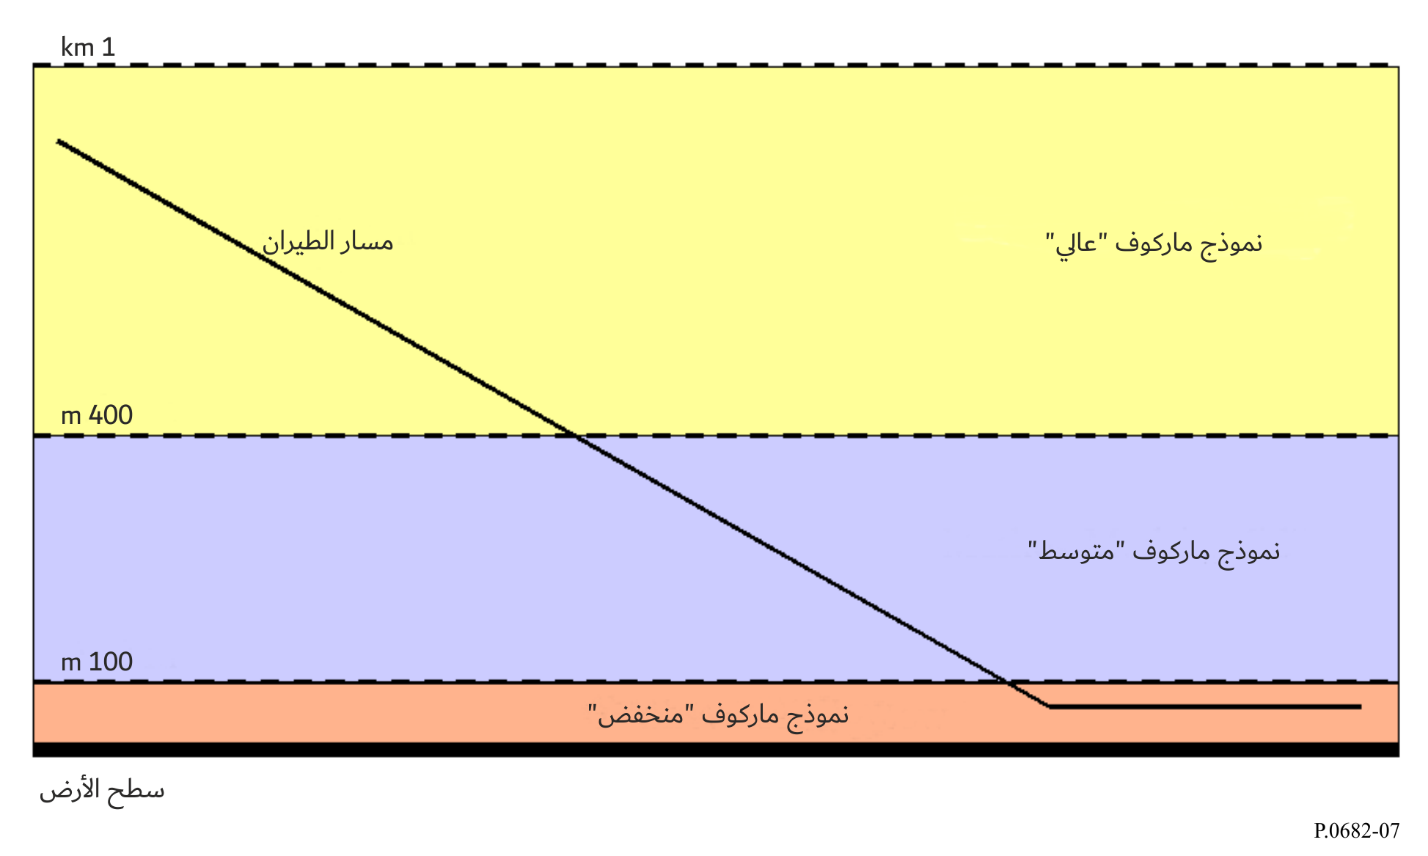 km 1
مسار الطيران
نموذج ماركوف "عالي"
m 400
نموذج ماركوف "متوسط"
m 100
نموذج ماركوف "منخفض"
سطح الأرض
P.0682-07